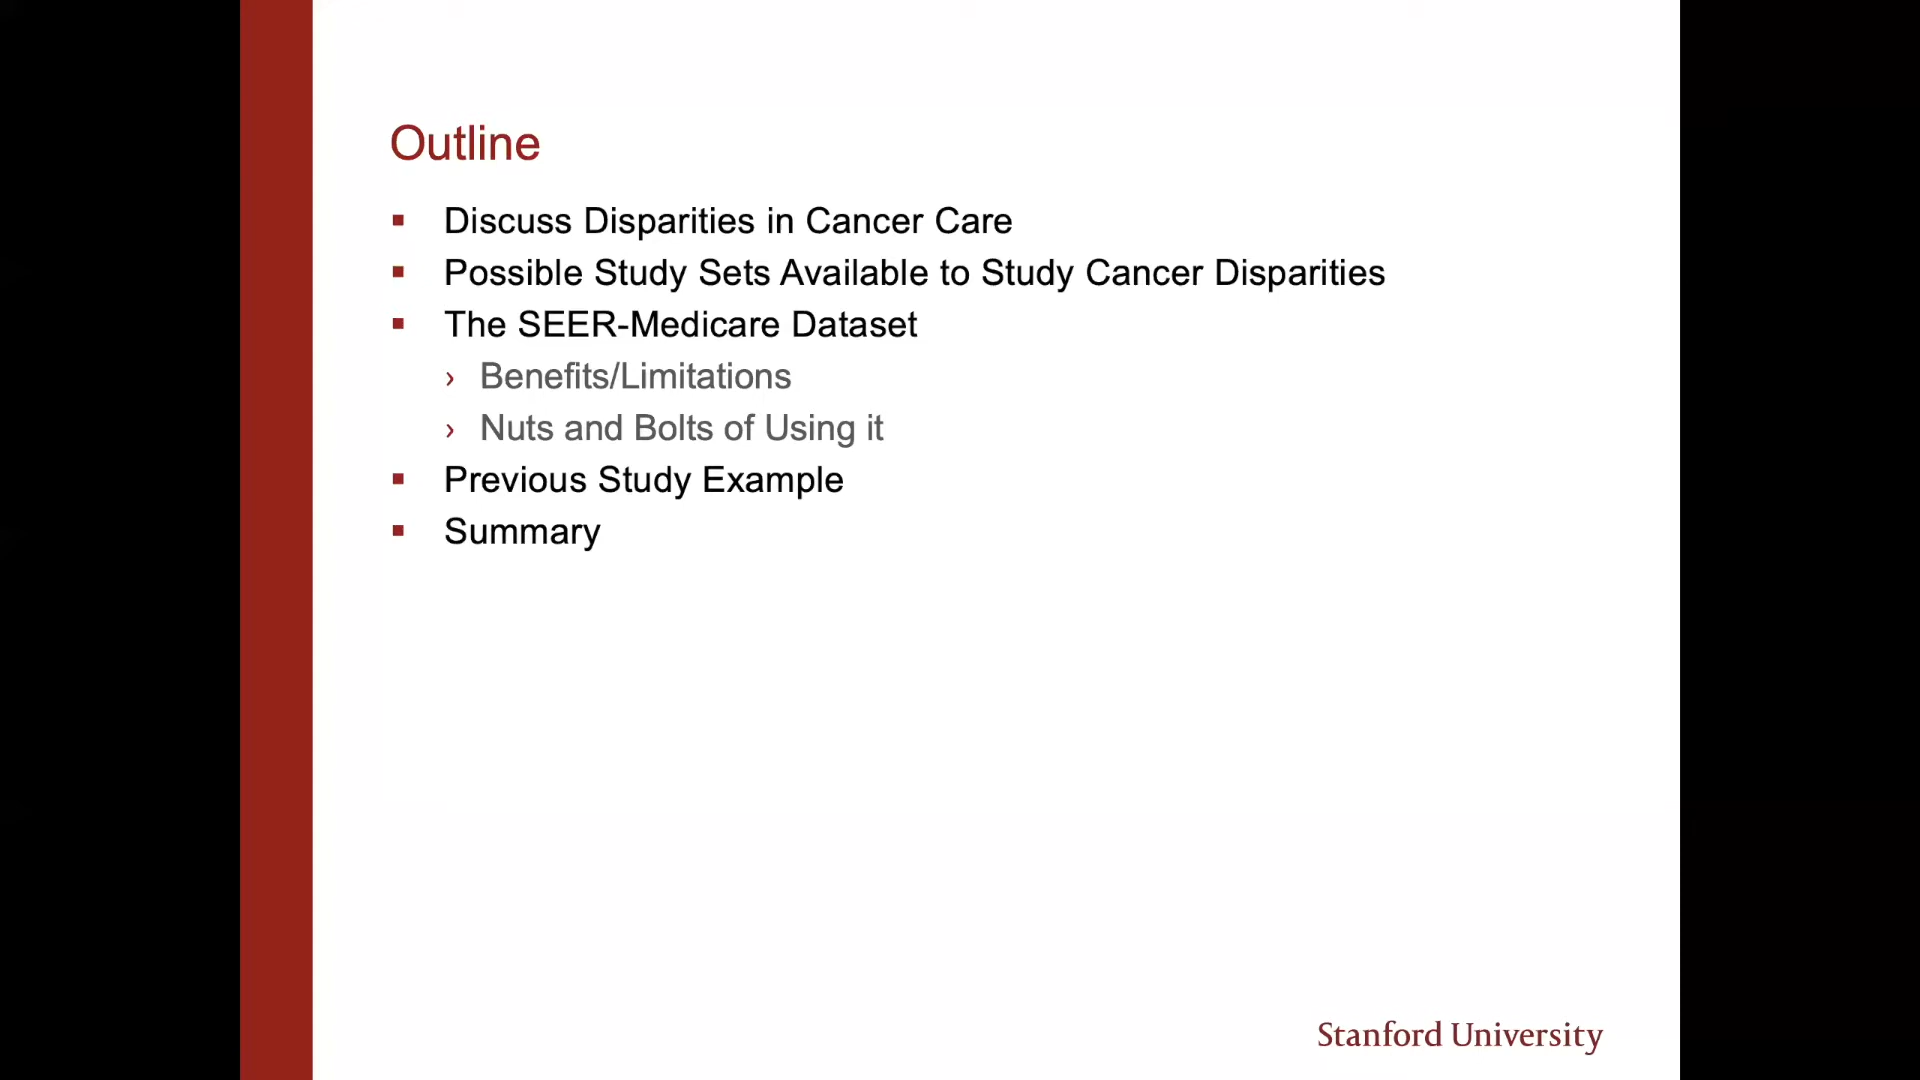 Outline
▪ Discuss Disparities in Cancer Care
▪ Possible Study Sets Available to Study Cancer Disparities
▪ The SEER-Medicare Dataset
› Benefits/Limitations
› Nuts and Bolts of Using it
▪ Previous Study Example
▪ Summary
Stanford University